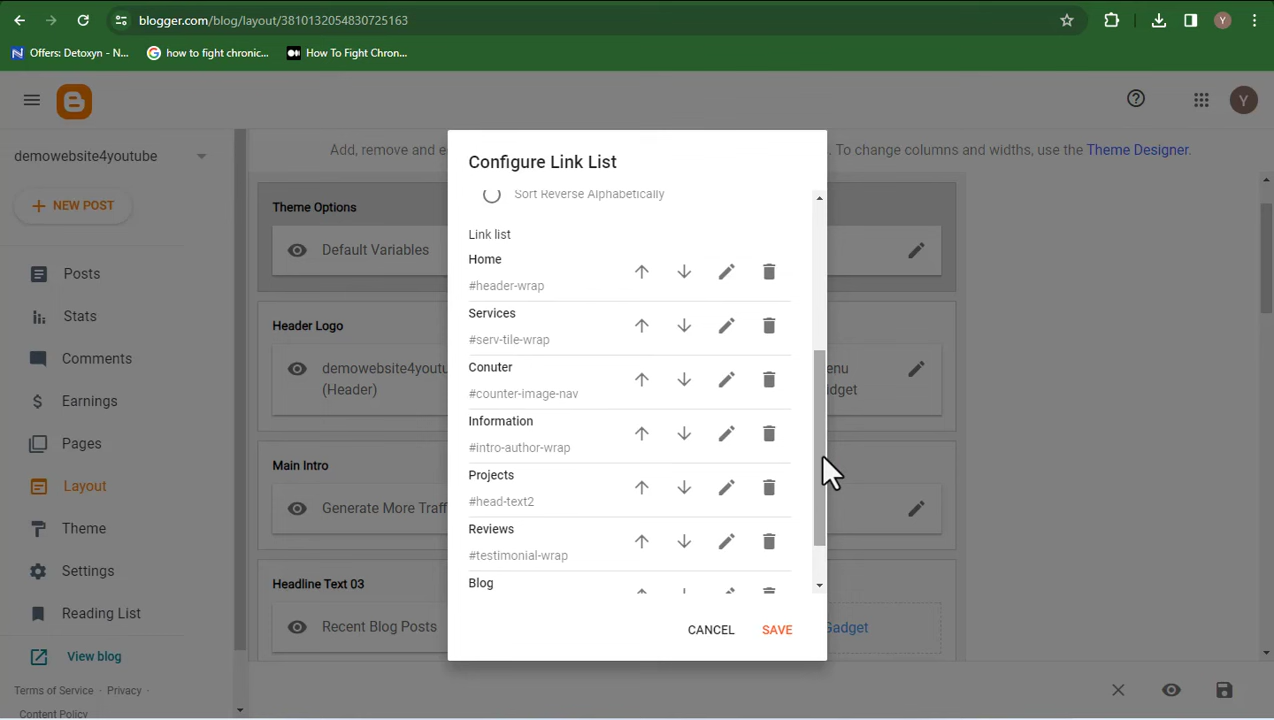 blogger.com/blog/layout/3810132054830725163
Y
Offers: Detoxyn - N...
how to fight chronic...
How To Fight Chron...
Y
demowebsite4youtube
NEW POST
Posts
Stats
Comments
Earnings
Pages
Layout
Theme
Settings
Reading List
View blog
Terms of Service · Privacy ·
Content Policy
Add, remove and e
. To change columns and widths, use the Theme Designer.
Theme Options
Default Variables
Header Logo
demowebsite4youtu
(Header)
enu
idget
Main Intro
Generate More Traff
Headline Text 03
Recent Blog Posts
Gadget
Configure Link List
Sort Reverse Alphabetically
Link list
Home
#header-wrap
Services
#serv-tile-wrap
Conuter
#counter-image-nav
Information
#intro-author-wrap
Projects
#head-text2
Reviews
#testimonial-wrap
Blog
CANCEL
SAVE